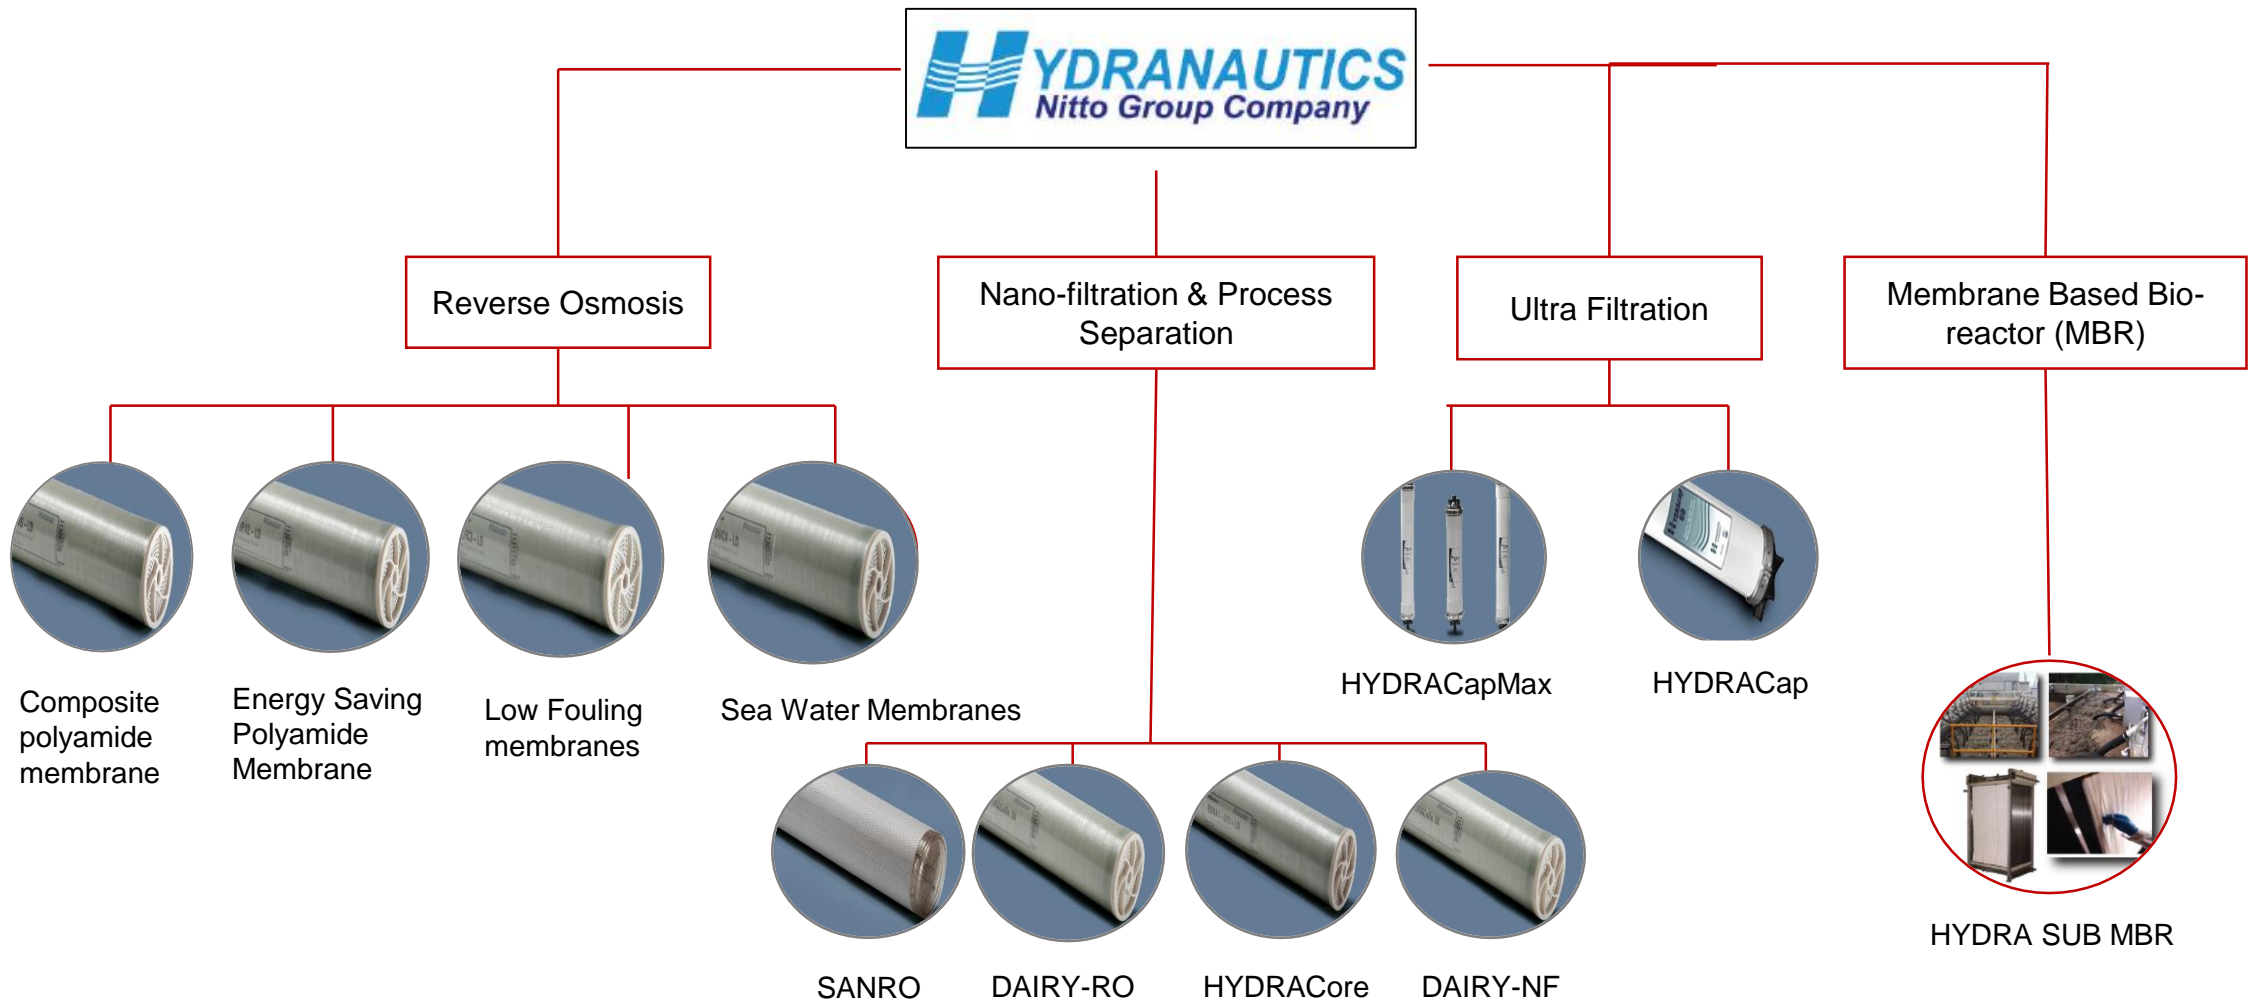 HYDRANAUTICS
Nitto Group Company
Reverse Osmosis
Nano-filtration & Process
Separation
Ultra Filtration
Membrane Based Bio-
reactor (MBR)
Composite
polyamide
membrane
Energy Saving
Polyamide
Membrane
Low Fouling
membranes
Sea Water Membranes
HYDRACapMax
HYDRACap
SANRO
DAIRY-RO
HYDRACore
DAIRY-NF
HYDRA SUB MBR